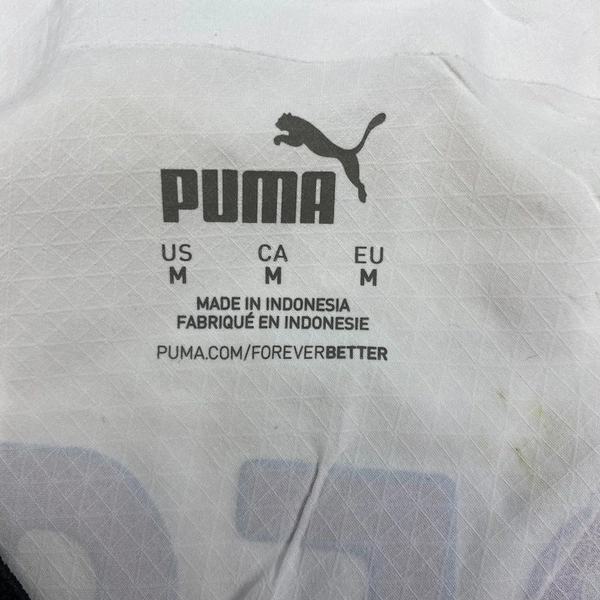 PUMA
US CA EU
M M M
MADE IN INDONESIA
FABRIQUÉ EN INDONESIE
PUMA.COM/FOREVERBETTER